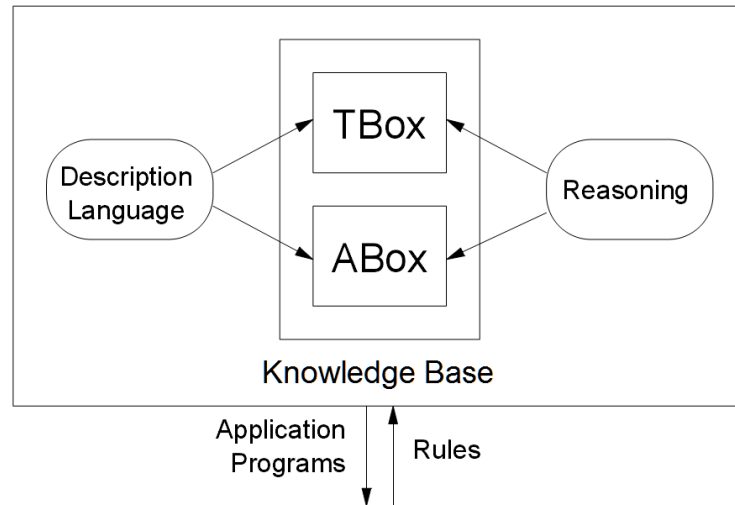 TBox
Description
Language
Reasoning
ABox
Knowledge Base
Application
Programs
Rules